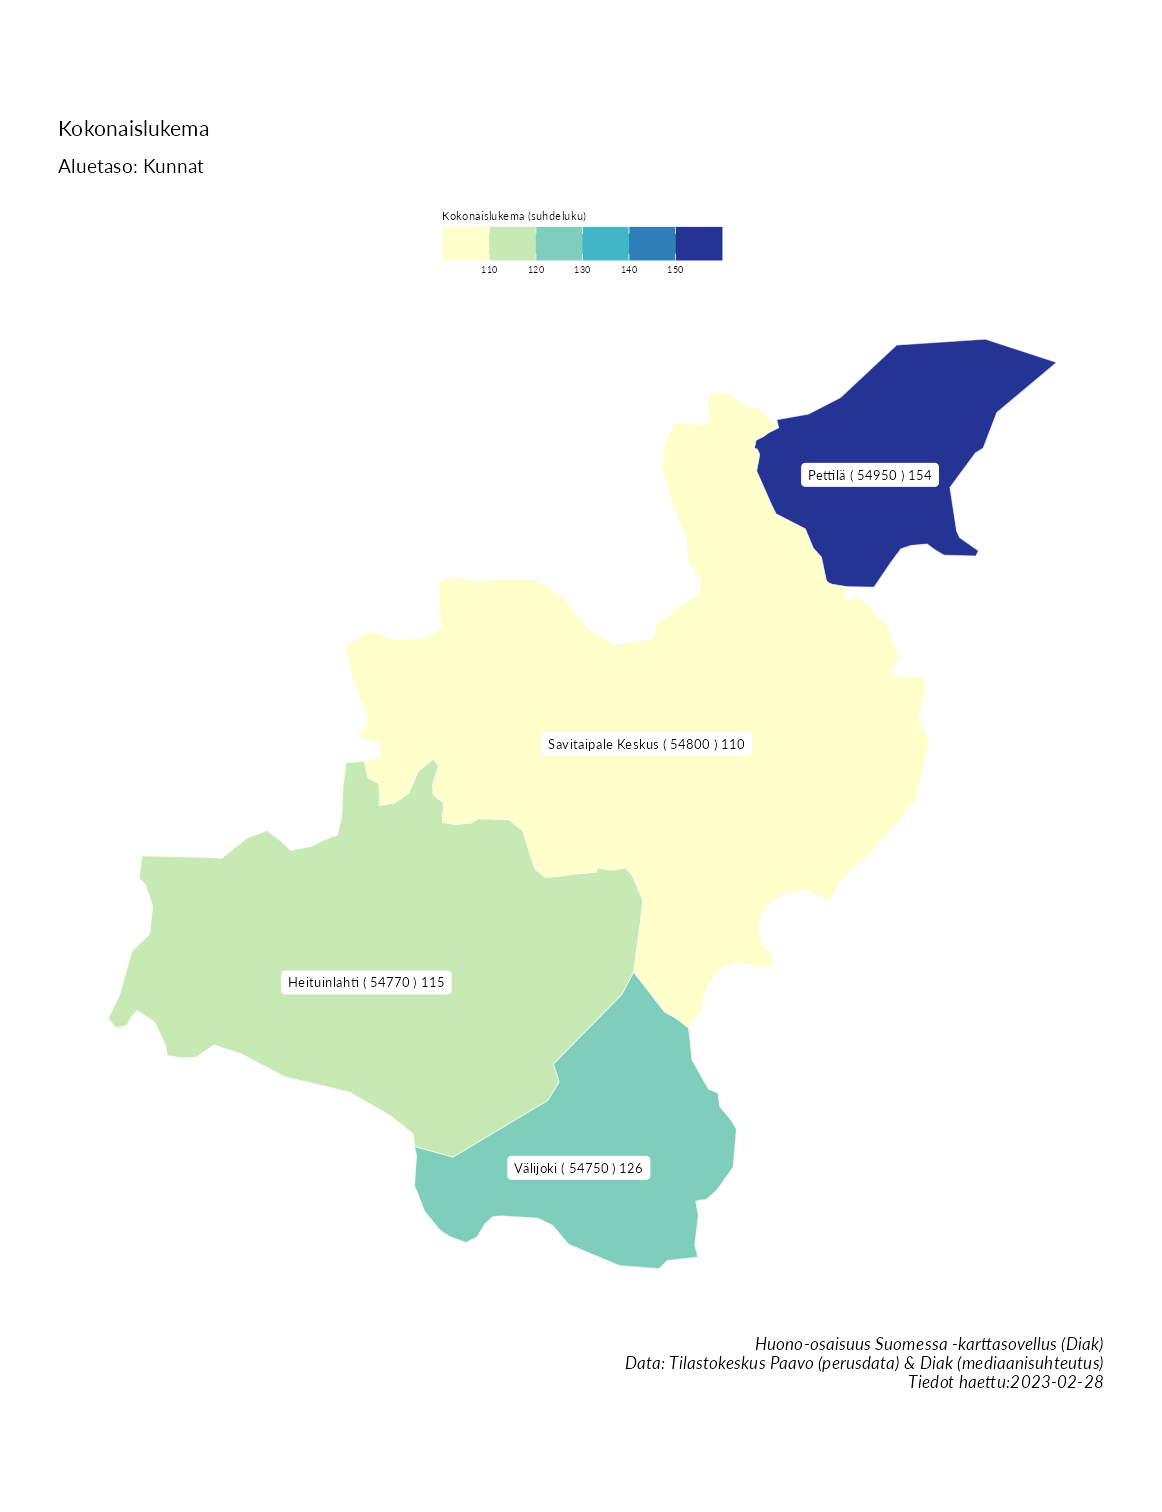 Kokonaislukema
Aluetaso: Kunnat
Kokonaislukema (suhdeluku)
110 120 130 140 150
Pettilä ( 54950 ) 154
Savitaipale Keskus ( 54800 ) 110
Heituinlahti ( 54770 ) 115
Välijoki ( 54750 ) 126
Huono-osaisuus Suomessa -karttasovellus (Diak)
Data: Tilastokeskus Paavo (perusdata) & Diak (mediaanisuhteutus)
Tiedot haettu:2023-02-28